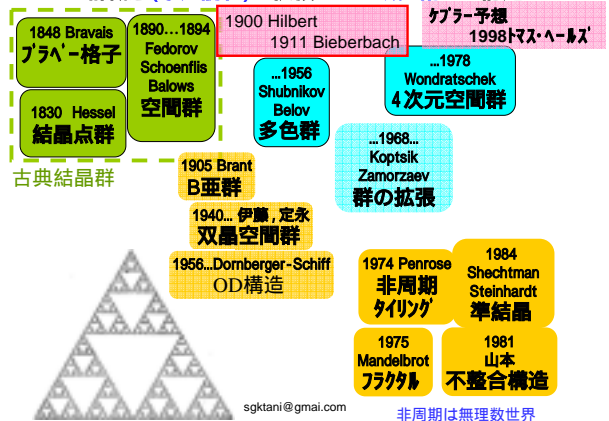 1848 Bravais
ブラベー格子
1830 Hessel
結晶点群
1890…1894
Fedorov
Schoenflis
Balows
空間群
古典結晶群
1900 Hilbert
1911 Bieberbach
ケプラー予想
1998トマス・ヘールズ
...1956
Shubnikov
Belov
多色群
...1978
Wondratschek
4次元空間群
...1968...
Koptsik
Zamorzaev
群の拡張
1905 Brant
B亜群
1940... 伊藤,定永
双晶空間群
1956...Dornberger-Schiff
OD構造
1974 Penrose
非周期
タイリング
1984
Shechtman
Steinhardt
準結晶
1975
Mandelbrot
フラクタル
1981
山本
不整合構造
sgktani@gmai.com
非周期は無理数世界